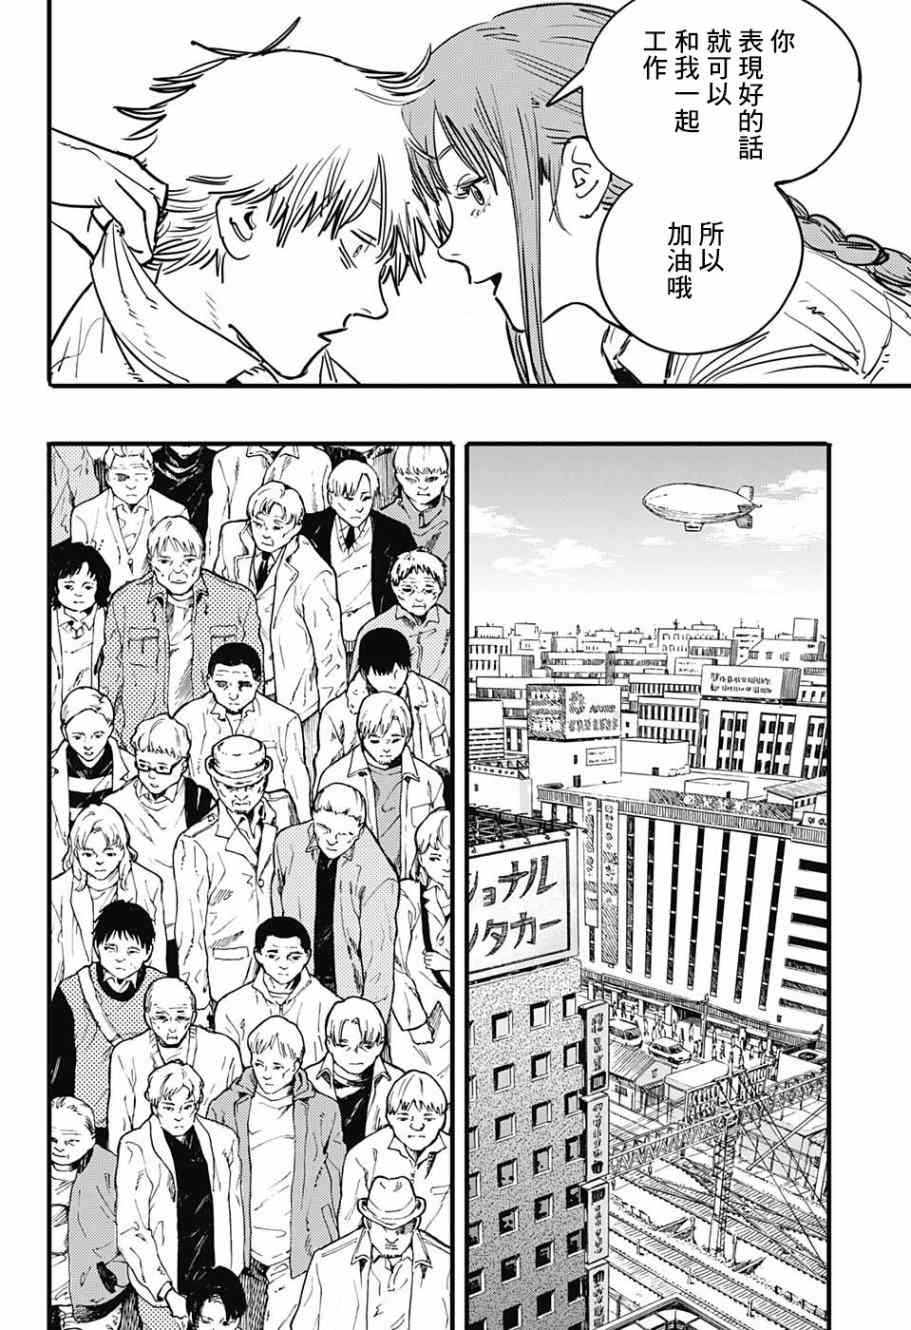 你
表現好的話
就可以
和我一起
工作
所以
加油哦
ショナル
ンタカー